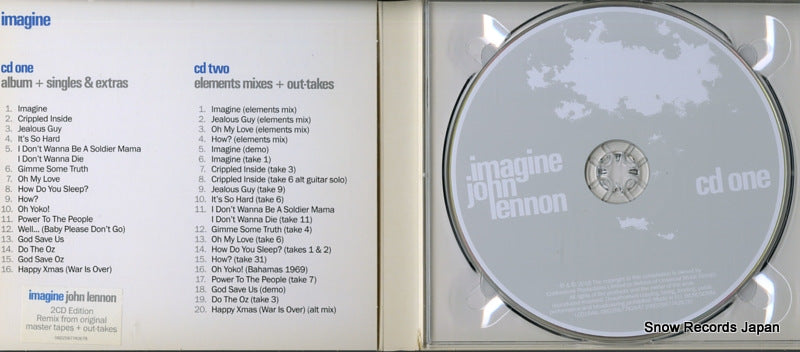 imagine
cd one
album + singles & extras
1. Imagine
2. Crippled Inside
3. Jealous Guy
4. It's So Hard
5. I Don't Wanna Be A Soldier Mama
I Don't Wanna Die
6. Gimme Some Truth
7. Oh My Love
8. How Do You Sleep?
9. How?
10. Oh Yoko!
11. Power To The People
12. Well... (Baby Please Don't Go)
13. God Save Us
14. Do The Oz
15. God Save Oz
16. Happy Xmas (War Is Over)
imagine john lennon
2CD Edition
Remix from original
master tapes + out-takes
cd two
elements mixes + out-takes
1. Imagine (elements mix)
2. Jealous Guy (elements mix)
3. Oh My Love (elements mix)
4. How? (elements mix)
5. Imagine (demo)
6. Imagine (take 1)
7. Crippled Inside (take 3)
8. Crippled Inside (take 6 alt guitar solo)
9. Jealous Guy (take 9)
10. It's So Hard (take 6)
11. I Don't Wanna Be A Soldier Mama
I Don't Wanna Die (take 11)
12. Gimme Some Truth (take 4)
13. Oh My Love (take 6)
14. How Do You Sleep? (takes 1 & 2)
15. How? (take 31)
16. Oh Yoko! (Bahamas 1969)
17. Power To The People (take 7)
18. God Save Us (demo)
19. Do The Oz (take 3)
20. Happy Xmas (War Is Over) (alt mix)
imagine
john
lennon
cd one
Snow Records Japan